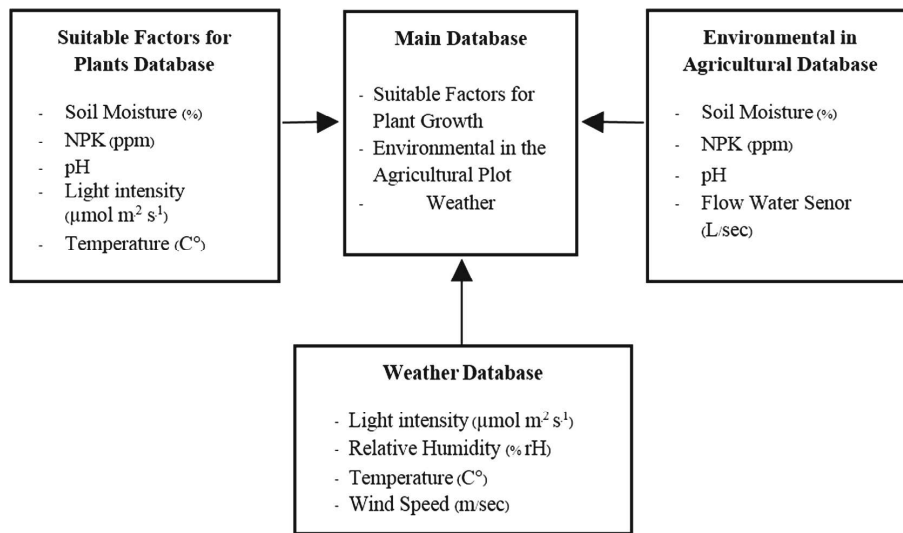 Suitable Factors for
Plants Database
- Soil Moisture (%)
- NPK (ppm)
- pH
- Light intensity
(µmol m² s⁻¹)
- Temperature (C°)
Main Database
- Suitable Factors for
Plant Growth
- Environmental in the
Agricultural Plot
- Weather
Environmental in
Agricultural Database
- Soil Moisture (%)
- NPK (ppm)
- pH
- Flow Water Senor
(L/sec)
Weather Database
- Light intensity (µmol m² s⁻¹)
- Relative Humidity (% rH)
- Temperature (C°)
- Wind Speed (m/sec)